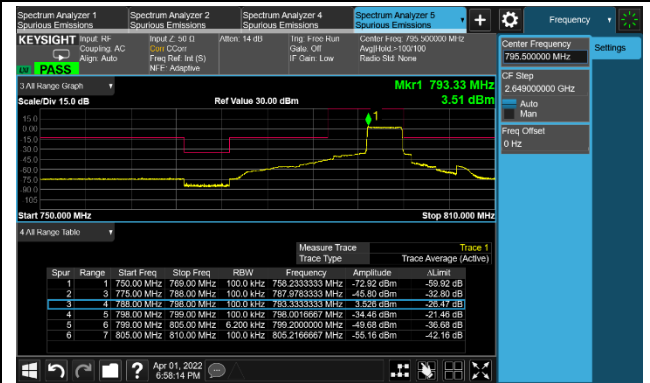 Spectrum Analyzer 1 Spectrum Analyzer 2 Spectrum Analyzer 4 Spectrum Analyzer 5 Frequency
Spurious Emissions Spurious Emissions Spurious Emissions Spurious Emissions
KEYSIGHT Input: RF Input Z: 50 Ω Atten: 14 dB Trig: Free Run Center Freq: 795.500000 MHz
Coupling: AC Corr CCorr Gate: Off Avg|Hold:>100/100
Align: Auto Freq Ref: Int (S) IF Gain: Low Radio Std: None
NFE: Adaptive
PASS
Center Frequency Settings
795.500000 MHz
CF Step
2.649000000 GHz
Auto
Man
Freq Offset
0 Hz
3 All Range Graph Mkr1 793.33 MHz
Scale/Div 15.0 dB Ref Value 30.00 dBm 3.51 dBm
1
15.0
0.00
-15.0
-30.0
-45.0
-60.0
-75.0
-90.0
-105
Start 750.000 MHz Stop 810.000 MHz
4 All Range Table
Measure Trace Trace 1
Trace Type Trace Average (Active)
Spur Range Start Freq Stop Freq RBW Frequency Amplitude ΔLimit
1 1 750.00 MHz 769.00 MHz 100.0 kHz 758.2333333 MHz -72.92 dBm -59.92 dB
2 3 775.00 MHz 788.00 MHz 100.0 kHz 787.9783333 MHz -45.80 dBm -32.80 dB
3 4 788.00 MHz 798.00 MHz 100.0 kHz 793.3333333 MHz 3.526 dBm -26.47 dB
4 5 798.00 MHz 799.00 MHz 100.0 kHz 798.0016667 MHz -34.46 dBm -21.46 dB
5 6 799.00 MHz 805.00 MHz 6.200 kHz 799.2000000 MHz -49.68 dBm -36.68 dB
6 7 805.00 MHz 810.00 MHz 100.0 kHz 805.2166667 MHz -55.16 dBm -42.16 dB
Apr 01, 2022
6:58:14 PM